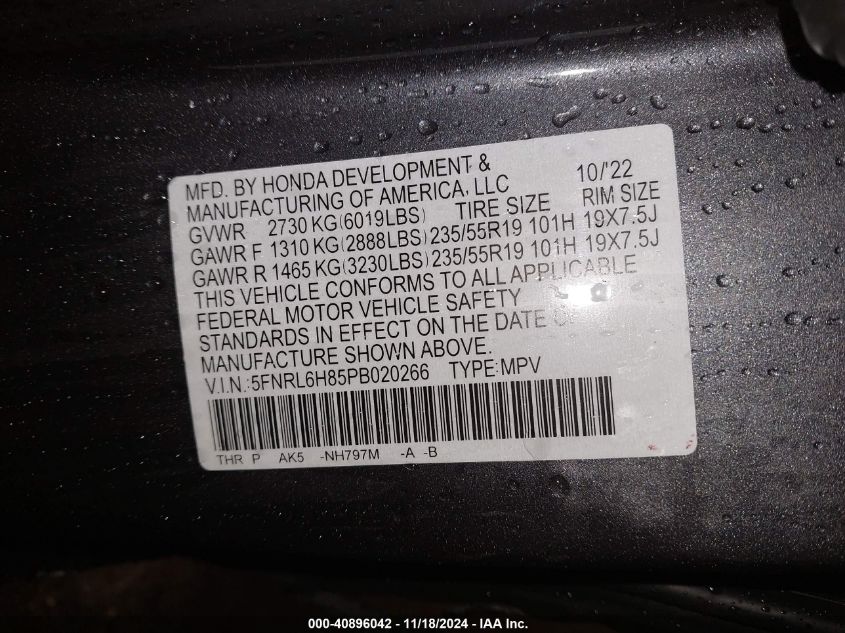 MFD. BY HONDA DEVELOPMENT & 10/'22
MANUFACTURING OF AMERICA, LLC
GVWR 2730 KG(6019LBS) TIRE SIZE RIM SIZE
GAWR F 1310 KG(2888LBS) 235/55R19 101H 19X7.5J
GAWR R 1465 KG(3230LBS) 235/55R19 101H 19X7.5J
THIS VEHICLE CONFORMS TO ALL APPLICABLE
FEDERAL MOTOR VEHICLE SAFETY
STANDARDS IN EFFECT ON THE DATE OF
MANUFACTURE SHOWN ABOVE.
V.I.N.:5FNRL6H85PB020266 TYPE:MPV
THR P AK5 -NH797M -A -B
000-40896042 - 11/18/2024 - IAA Inc.